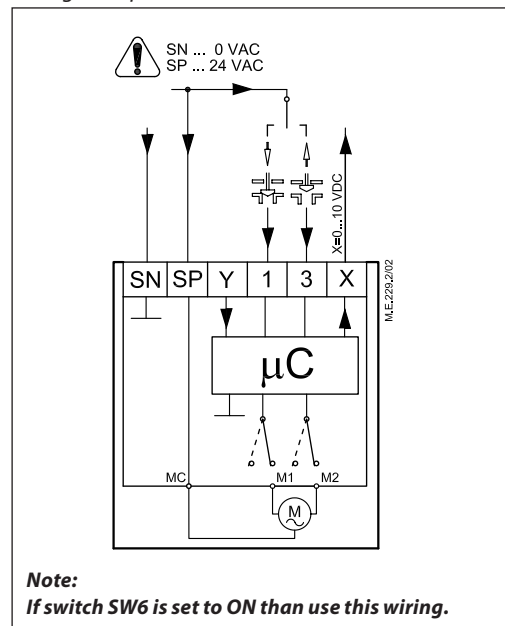 SN ... 0 VAC
SP ... 24 VAC
X=0...10 VDC
SN SP Y 1 3 X
M.E.229.2/02
µC
MC M1 M2
M
Note:
If switch SW6 is set to ON than use this wiring.